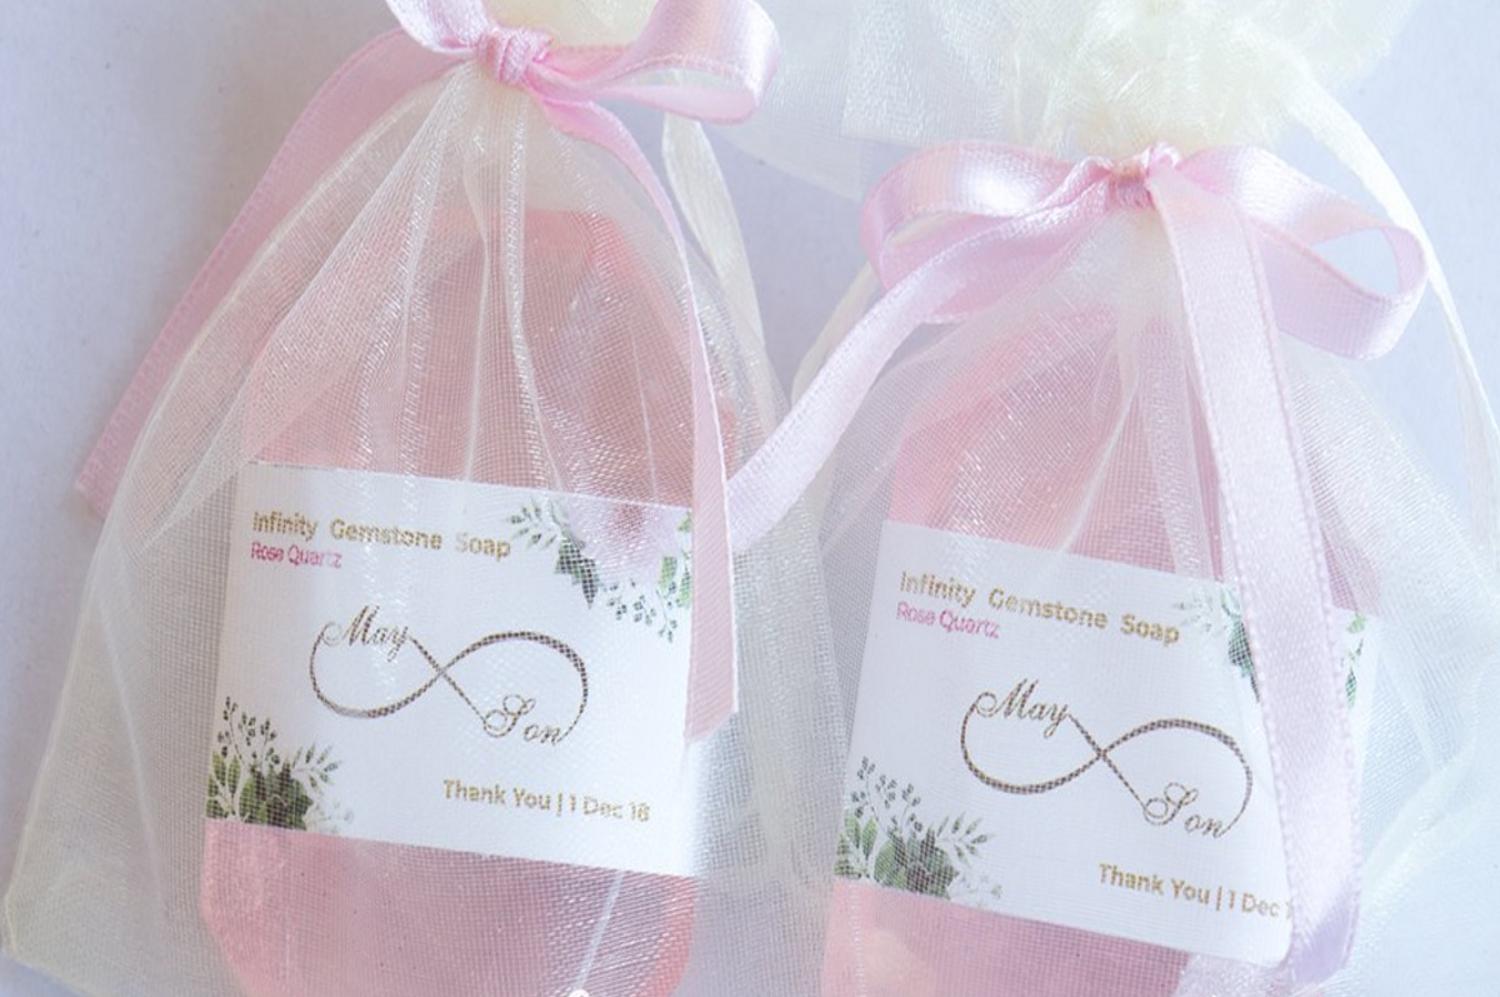 Infinity Gemstone Soap
Rose Quartz
May
Son
Thank You | 1 Dec 18
Infinity Gemstone Soap
Rose Quartz
May
Son
Thank You | 1 Dec